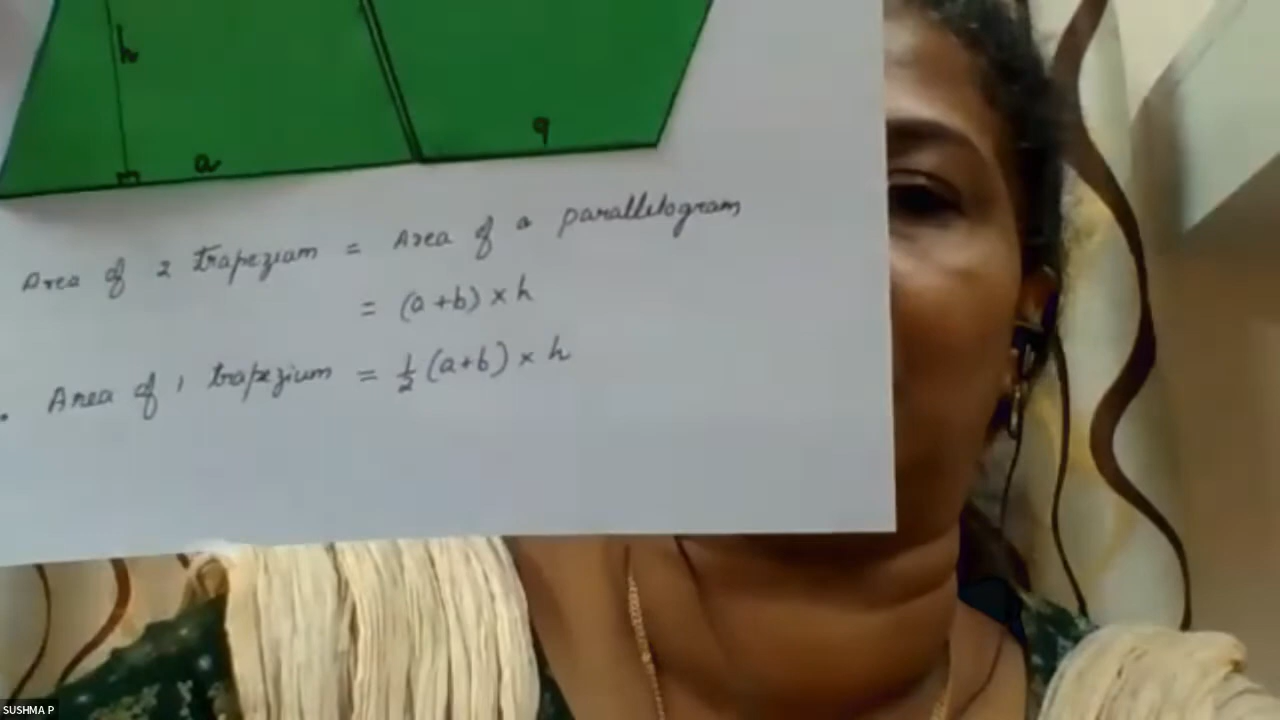 h
a q
Area of 2 trapezium = Area of a parallelogram
= (a+b) × h
Area of 1 trapezium = 1/2 (a+b) × h
SUSHMA P